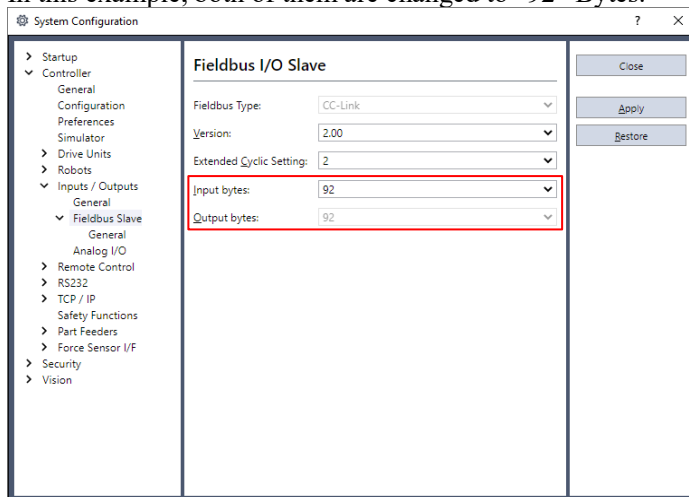 In this example, both of them are changed to "92" Bytes.
System Configuration
?
Startup
Controller
General
Configuration
Preferences
Simulator
Drive Units
Robots
Inputs / Outputs
General
Fieldbus Slave
General
Analog I/O
Remote Control
RS232
TCP / IP
Safety Functions
Part Feeders
Force Sensor I/F
Security
Vision
Fieldbus I/O Slave
Fieldbus Type: CC-Link
Version: 2.00
Extended Cyclic Setting: 2
Input bytes: 92
Output bytes: 92
Close
Apply
Restore